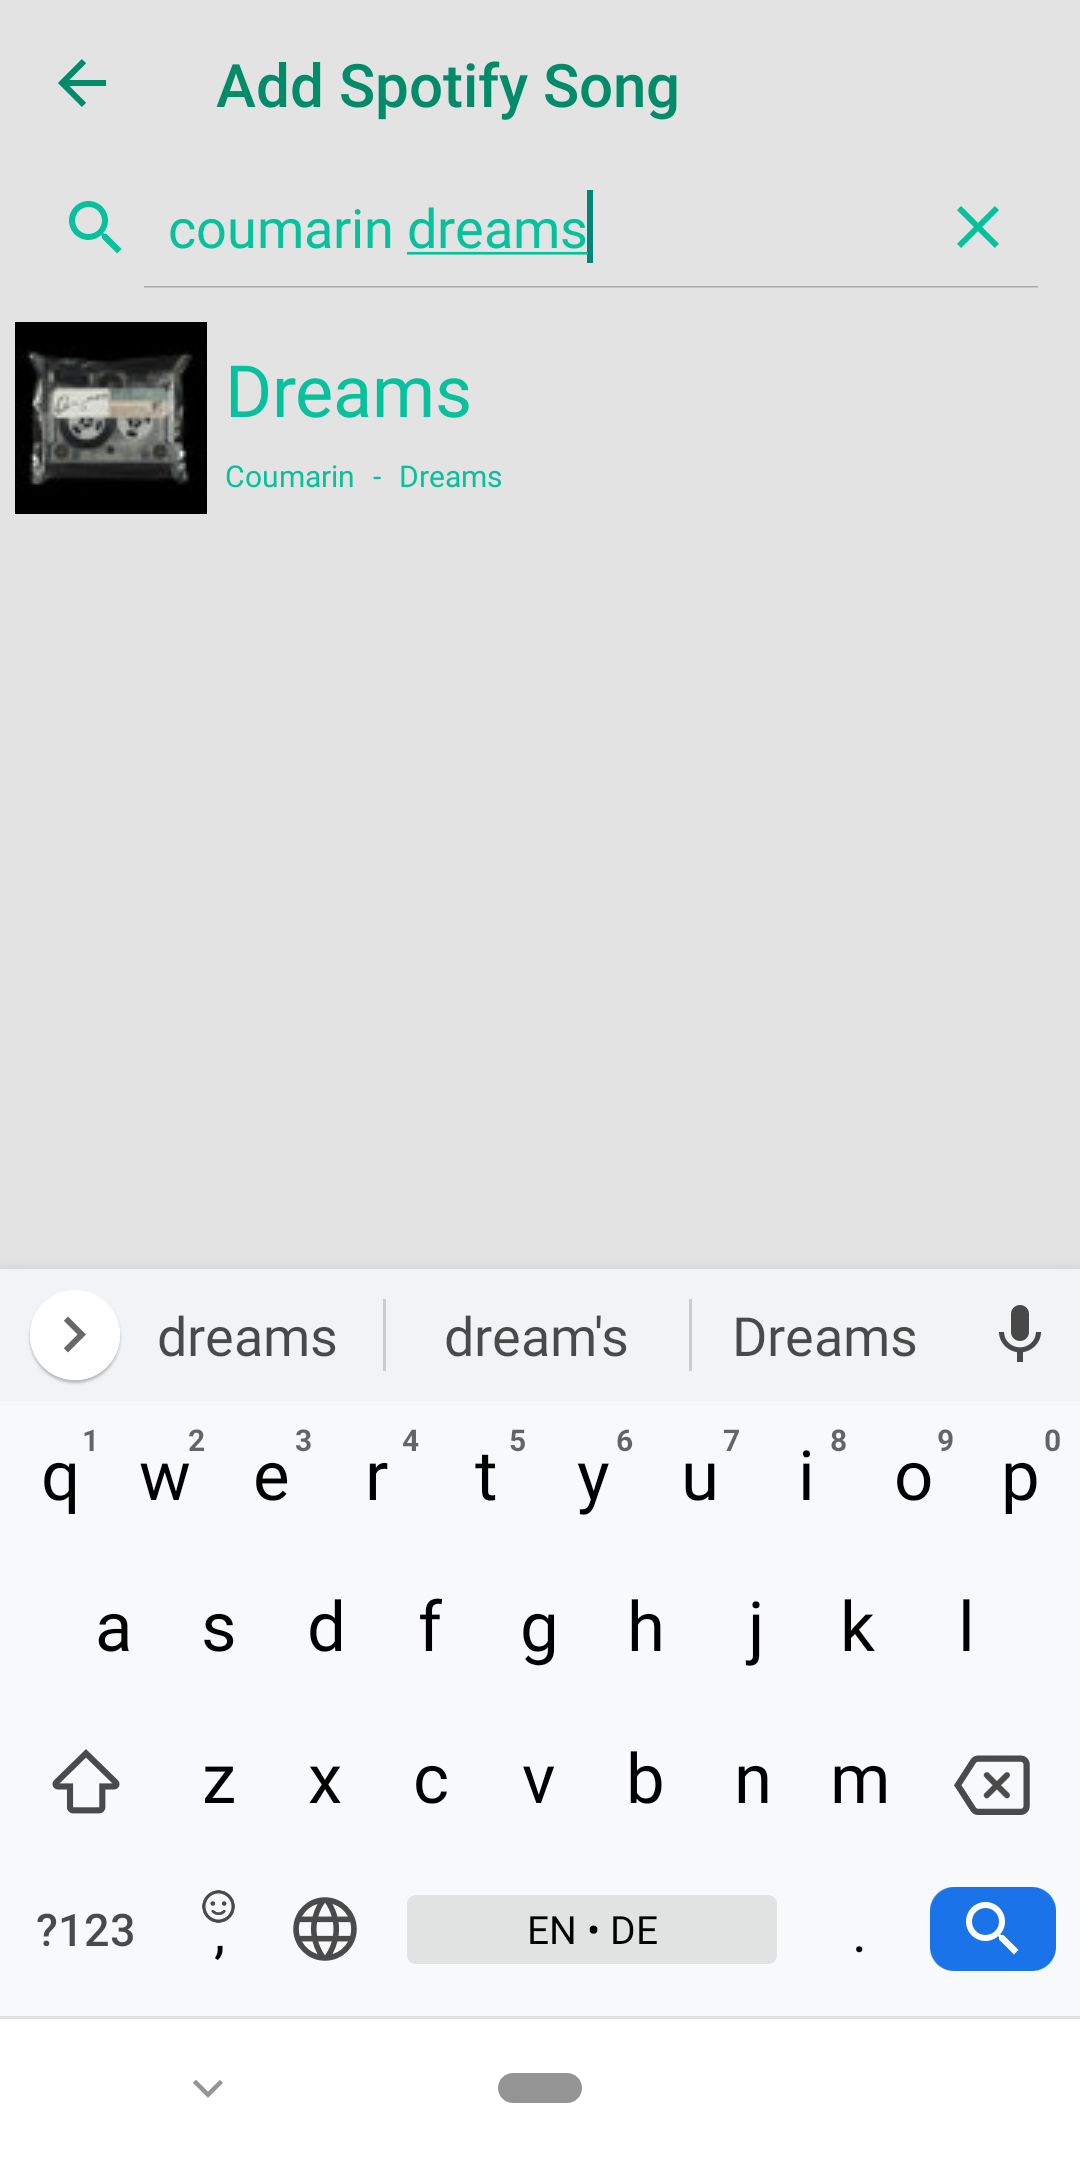 Add Spotify Song
coumarin dreams
Dreams
Coumarin - Dreams
dreams dream's Dreams
1 2 3 4 5 6 7 8 9 0
q w e r t y u i o p
a s d f g h j k l
z x c v b n m
?123 , EN • DE .